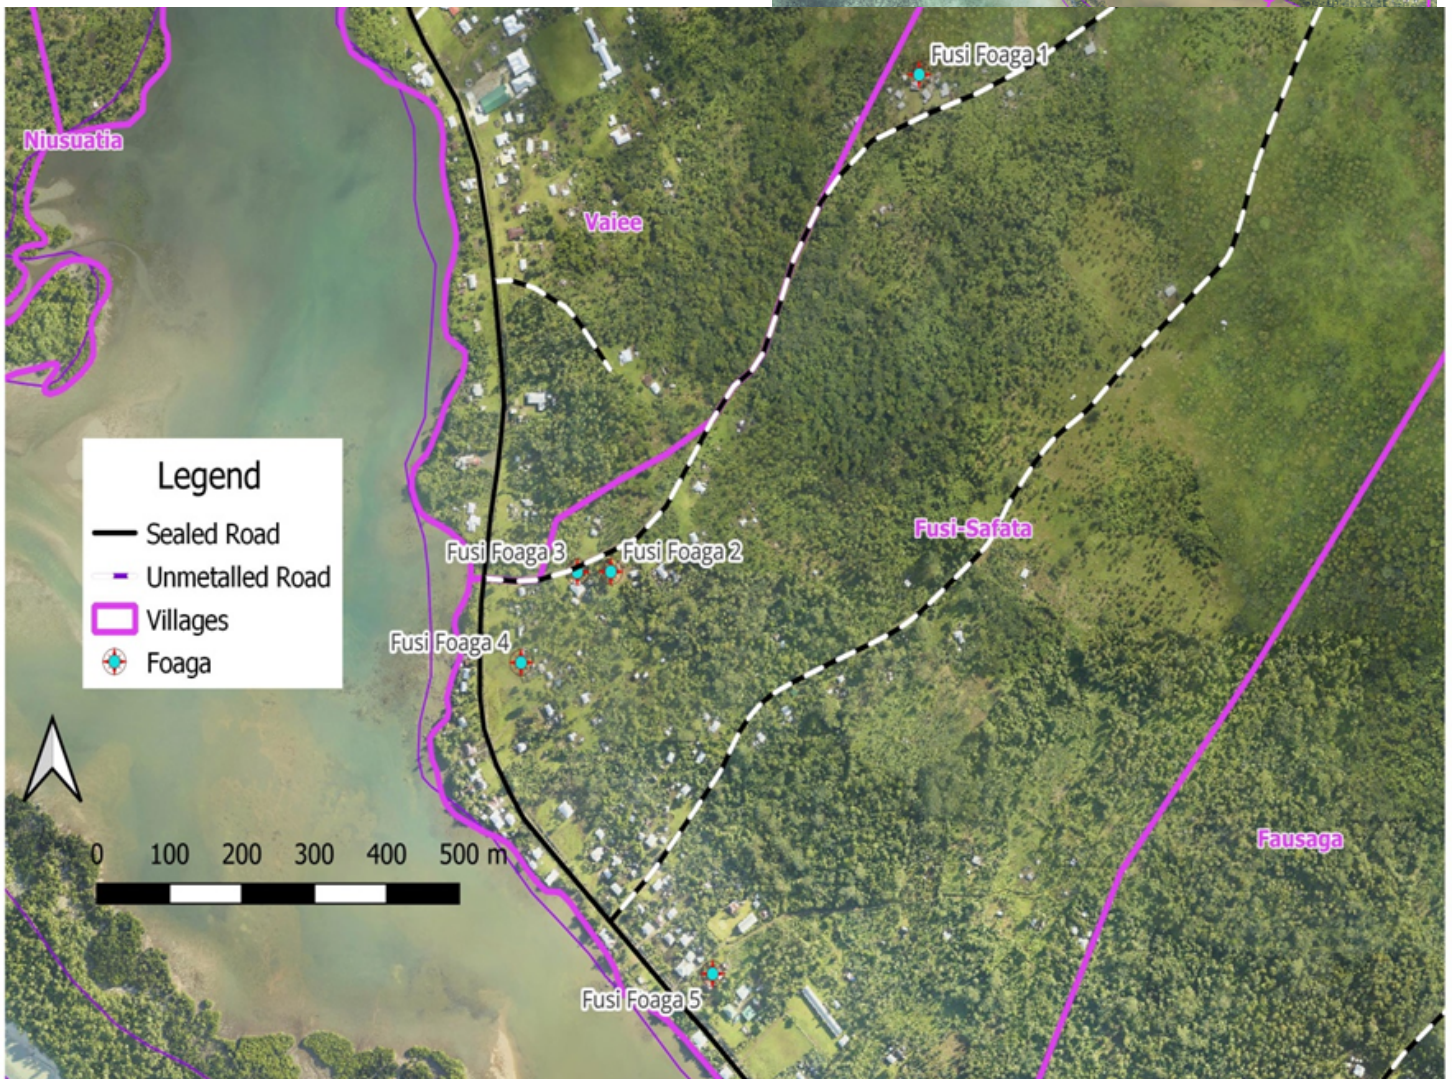 Fusi Foaga 1
Niusuatia
Vaiee
Legend
Sealed Road
Unmetalled Road
Villages
Foaga
Fusi-Safata
Fusi Foaga 3
Fusi Foaga 2
Fusi Foaga 4
Fausaga
0 100 200 300 400 500 m
Fusi Foaga 5